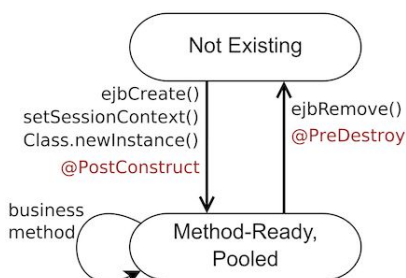 Not Existing
ejbCreate()
setSessionContext()
Class.newInstance()
@PostConstruct
ejbRemove()
@PreDestroy
business
method
Method-Ready,
Pooled